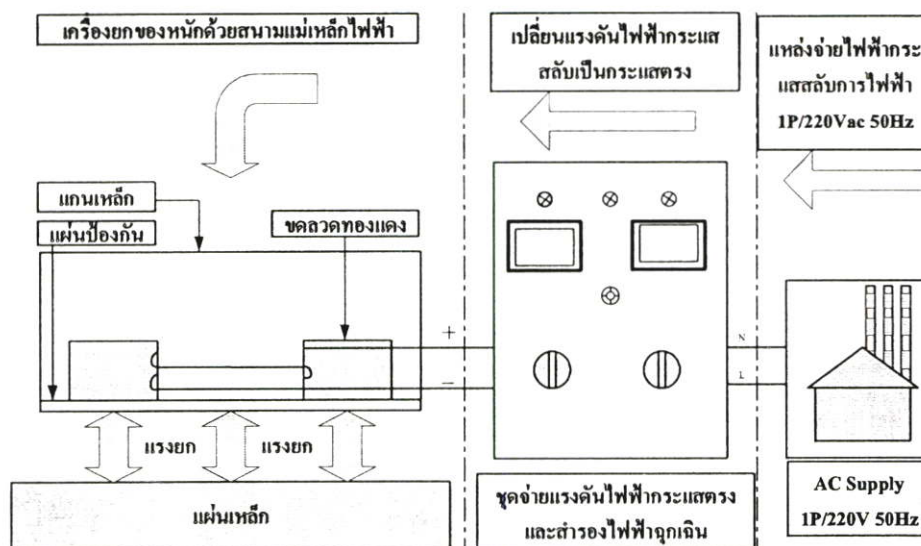 เครื่องยกของหนักด้วยสนามแม่เหล็กไฟฟ้า
เปลี่ยนแรงดันไฟฟ้ากระแส
สลับเป็นกระแสตรง
แหล่งจ่ายไฟฟ้ากระ
แสสลับการไฟฟ้า
1P/220Vac 50Hz
แกนเหล็ก
แผ่นป้องกัน
ขดลวดทองแดง
+
−
N
L
แรงยก
แรงยก
แผ่นเหล็ก
ชุดจ่ายแรงดันไฟฟ้ากระแสตรง
และสำรองไฟฟ้าฉุกเฉิน
AC Supply
1P/220V 50Hz